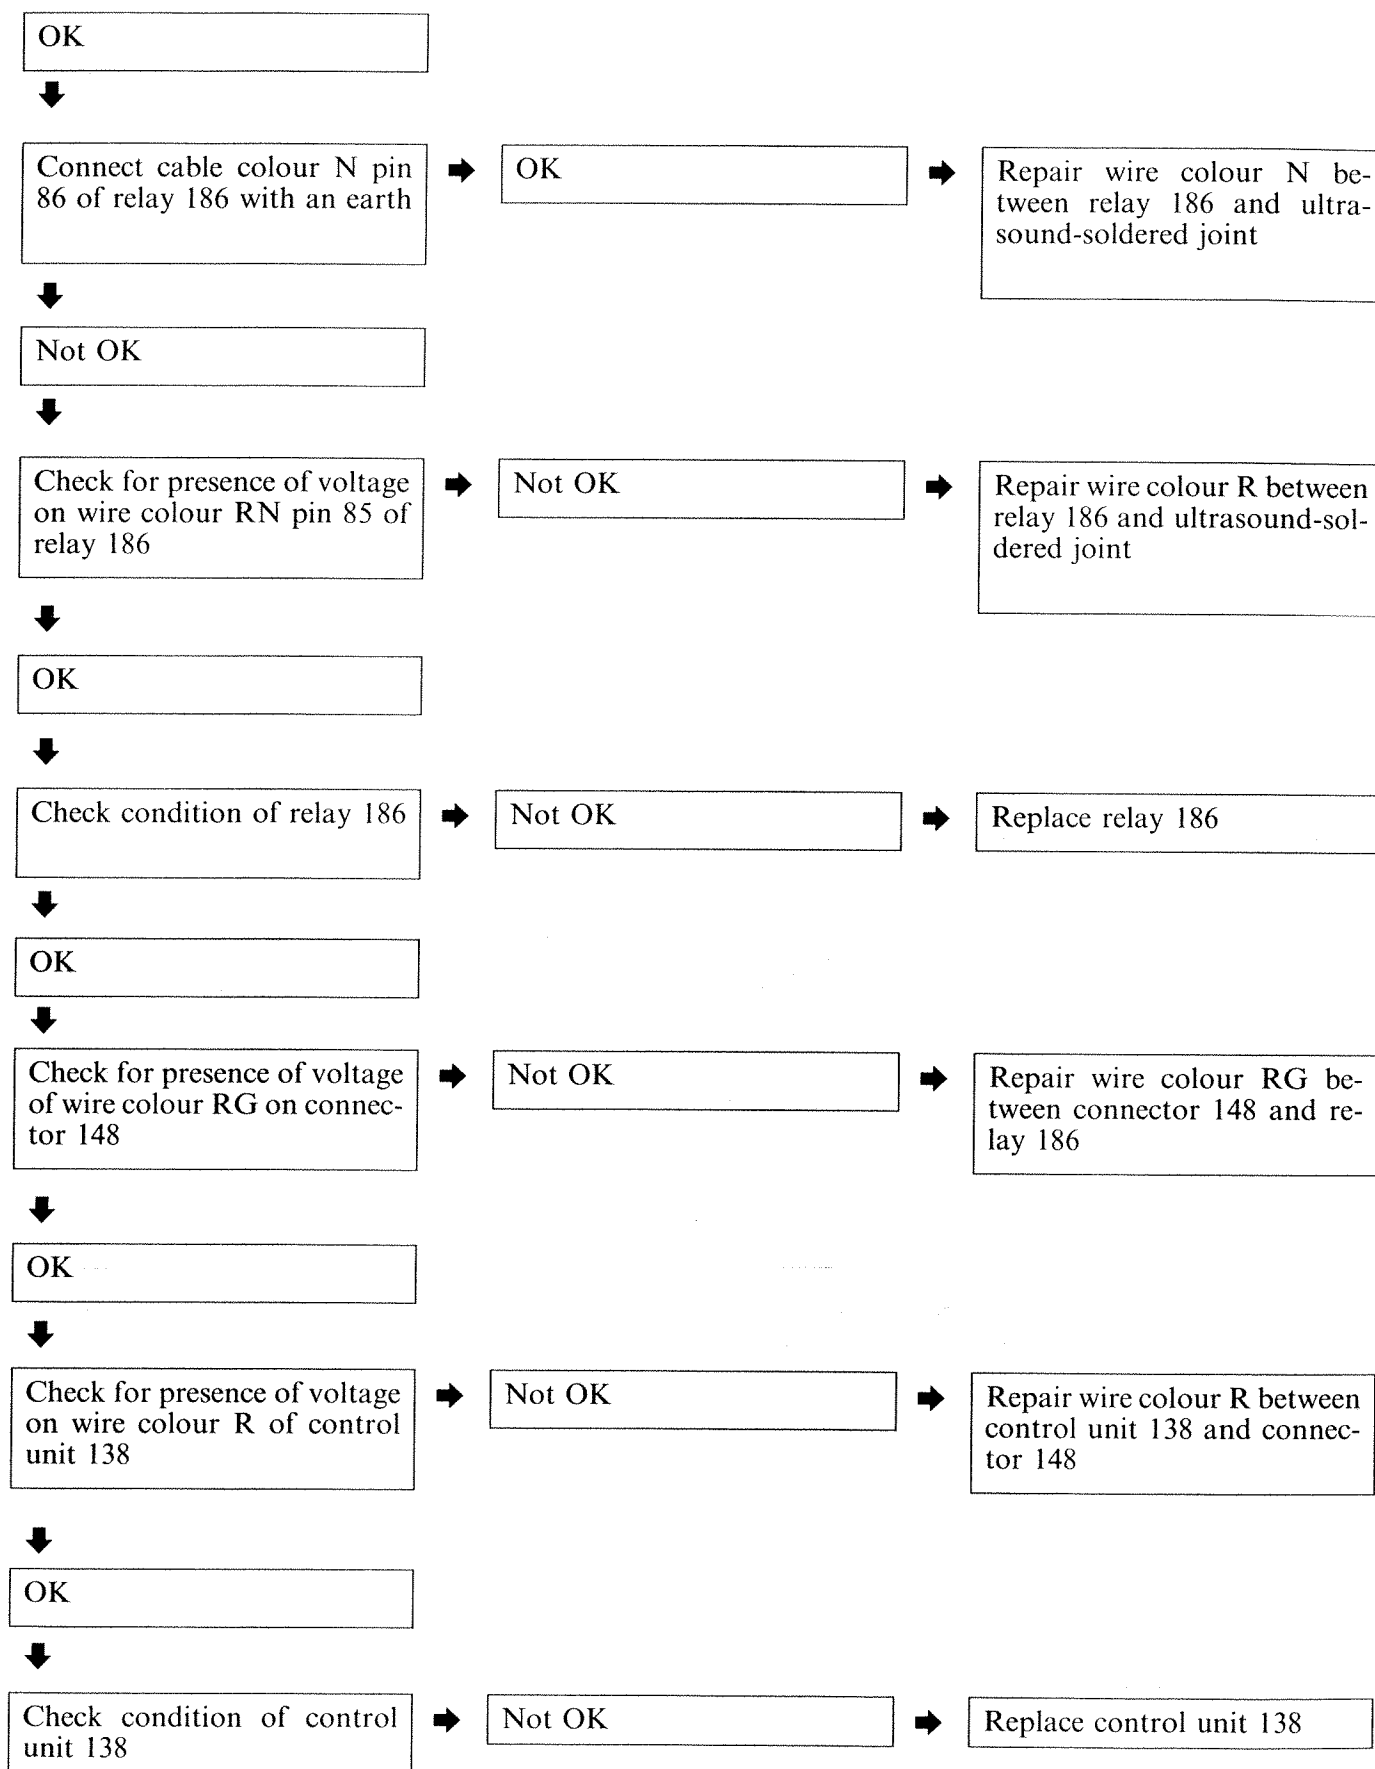 OK
Connect cable colour N pin
86 of relay 186 with an earth
OK
Repair wire colour N be-
tween relay 186 and ultra-
sound-soldered joint
Not OK
Check for presence of voltage
on wire colour RN pin 85 of
relay 186
Not OK
Repair wire colour R between
relay 186 and ultrasound-sol-
dered joint
OK
Check condition of relay 186
Not OK
Replace relay 186
OK
Check for presence of voltage
of wire colour RG on connec-
tor 148
Not OK
Repair wire colour RG be-
tween connector 148 and re-
lay 186
OK
Check for presence of voltage
on wire colour R of control
unit 138
Not OK
Repair wire colour R between
control unit 138 and connec-
tor 148
OK
Check condition of control
unit 138
Not OK
Replace control unit 138